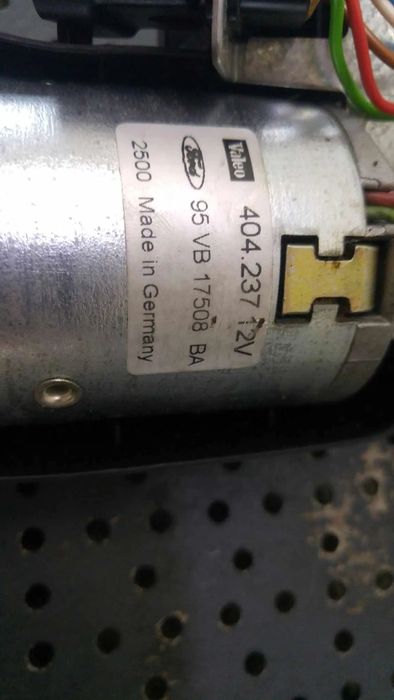 Valeo 404.237 12V
Ford 95 VB 17508 BA
2500 Made in Germany